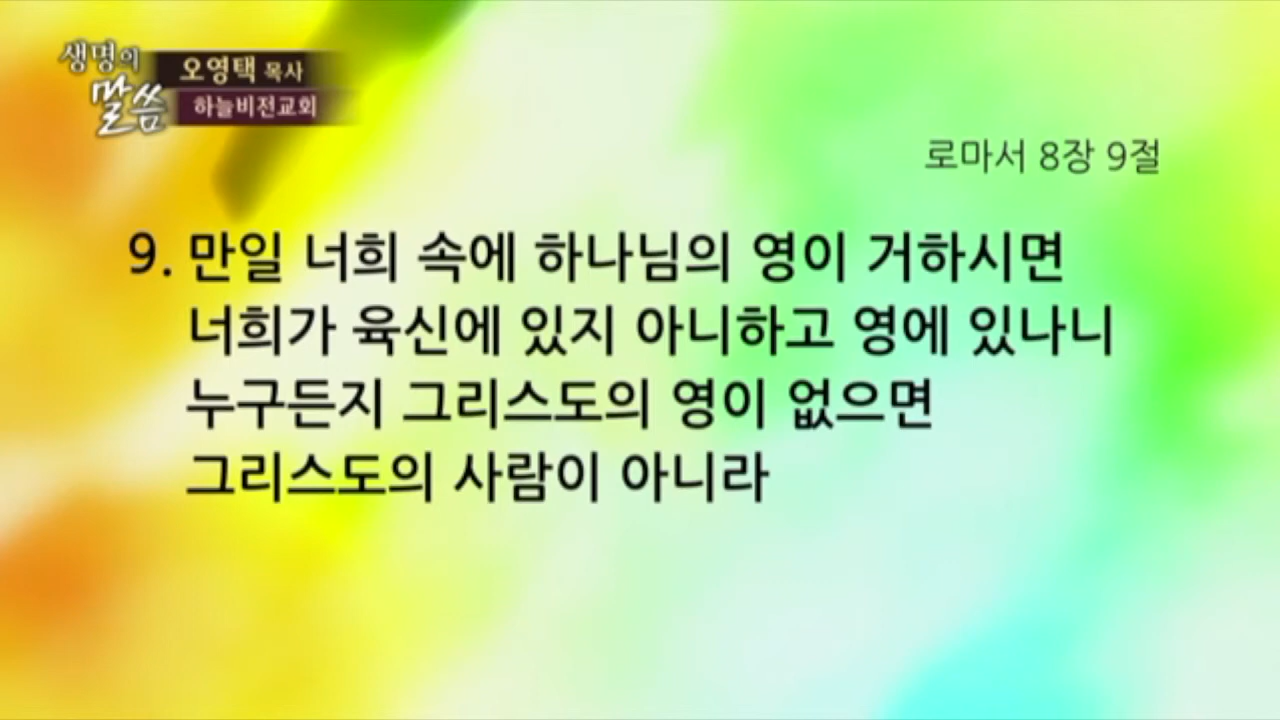 생명의
말씀
오영택 목사
하늘비전교회
로마서 8장 9절
9. 만일 너희 속에 하나님의 영이 거하시면
너희가 육신에 있지 아니하고 영에 있나니
누구든지 그리스도의 영이 없으면
그리스도의 사람이 아니라